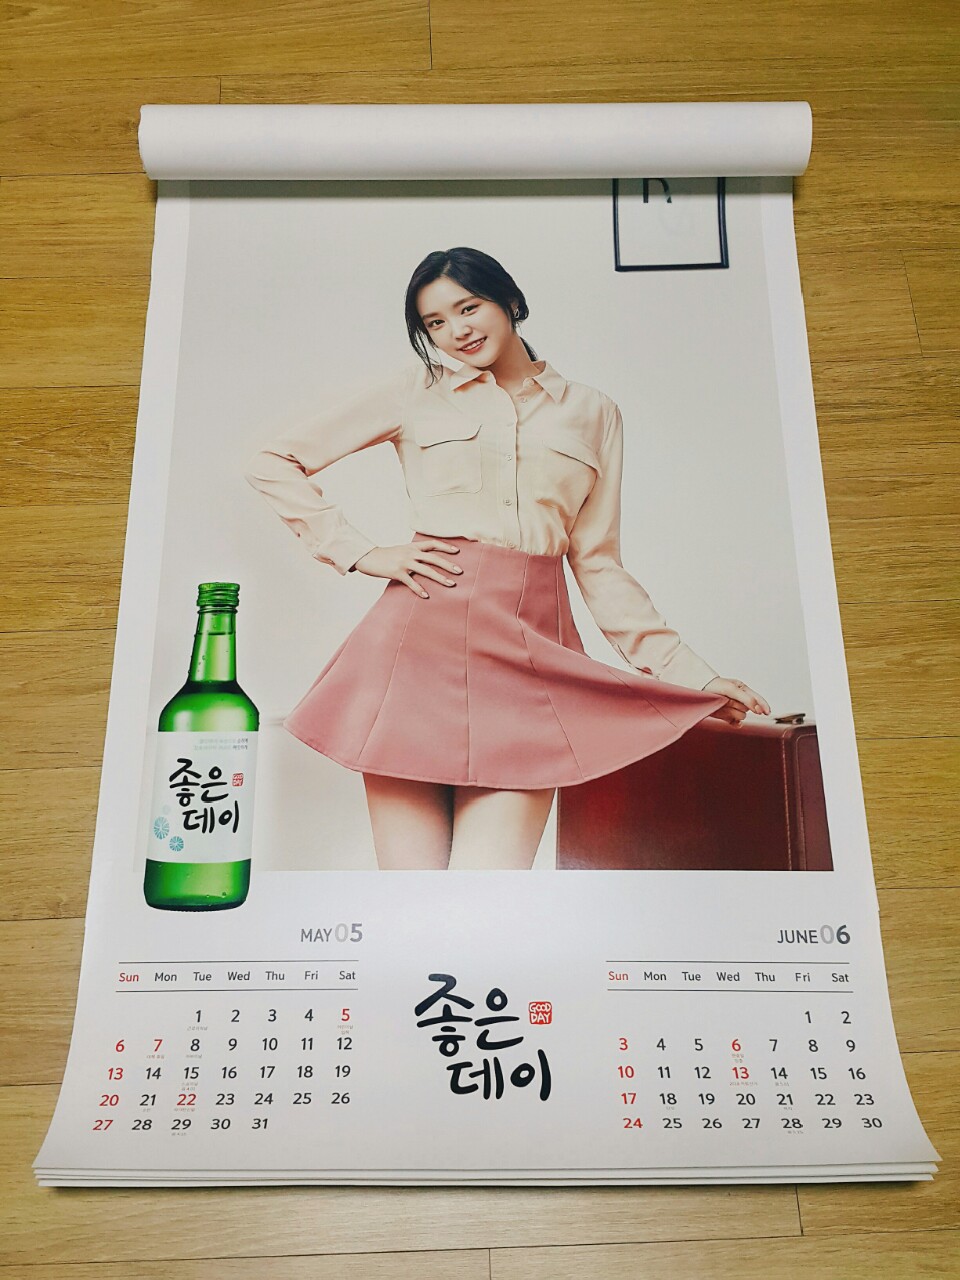 좋은
데이
GOOD
DAY
MAY 05
Sun Mon Tue Wed Thu Fri Sat
1 2 3 4 5
6 7 8 9 10 11 12
13 14 15 16 17 18 19
20 21 22 23 24 25 26
27 28 29 30 31
좋은
데이
GOOD
DAY
JUNE 06
Sun Mon Tue Wed Thu Fri Sat
1 2
3 4 5 6 7 8 9
10 11 12 13 14 15 16
17 18 19 20 21 22 23
24 25 26 27 28 29 30